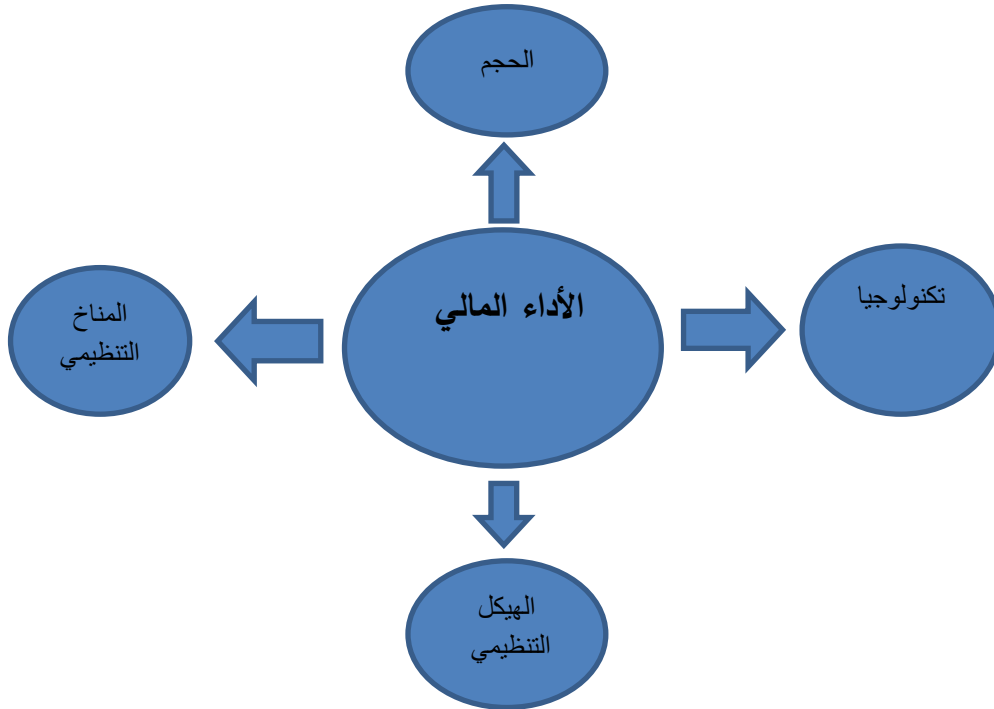 الحجم
الأداء المالي
تكنولوجيا
المناخ
التنظيمي
الهيكل
التنظيمي